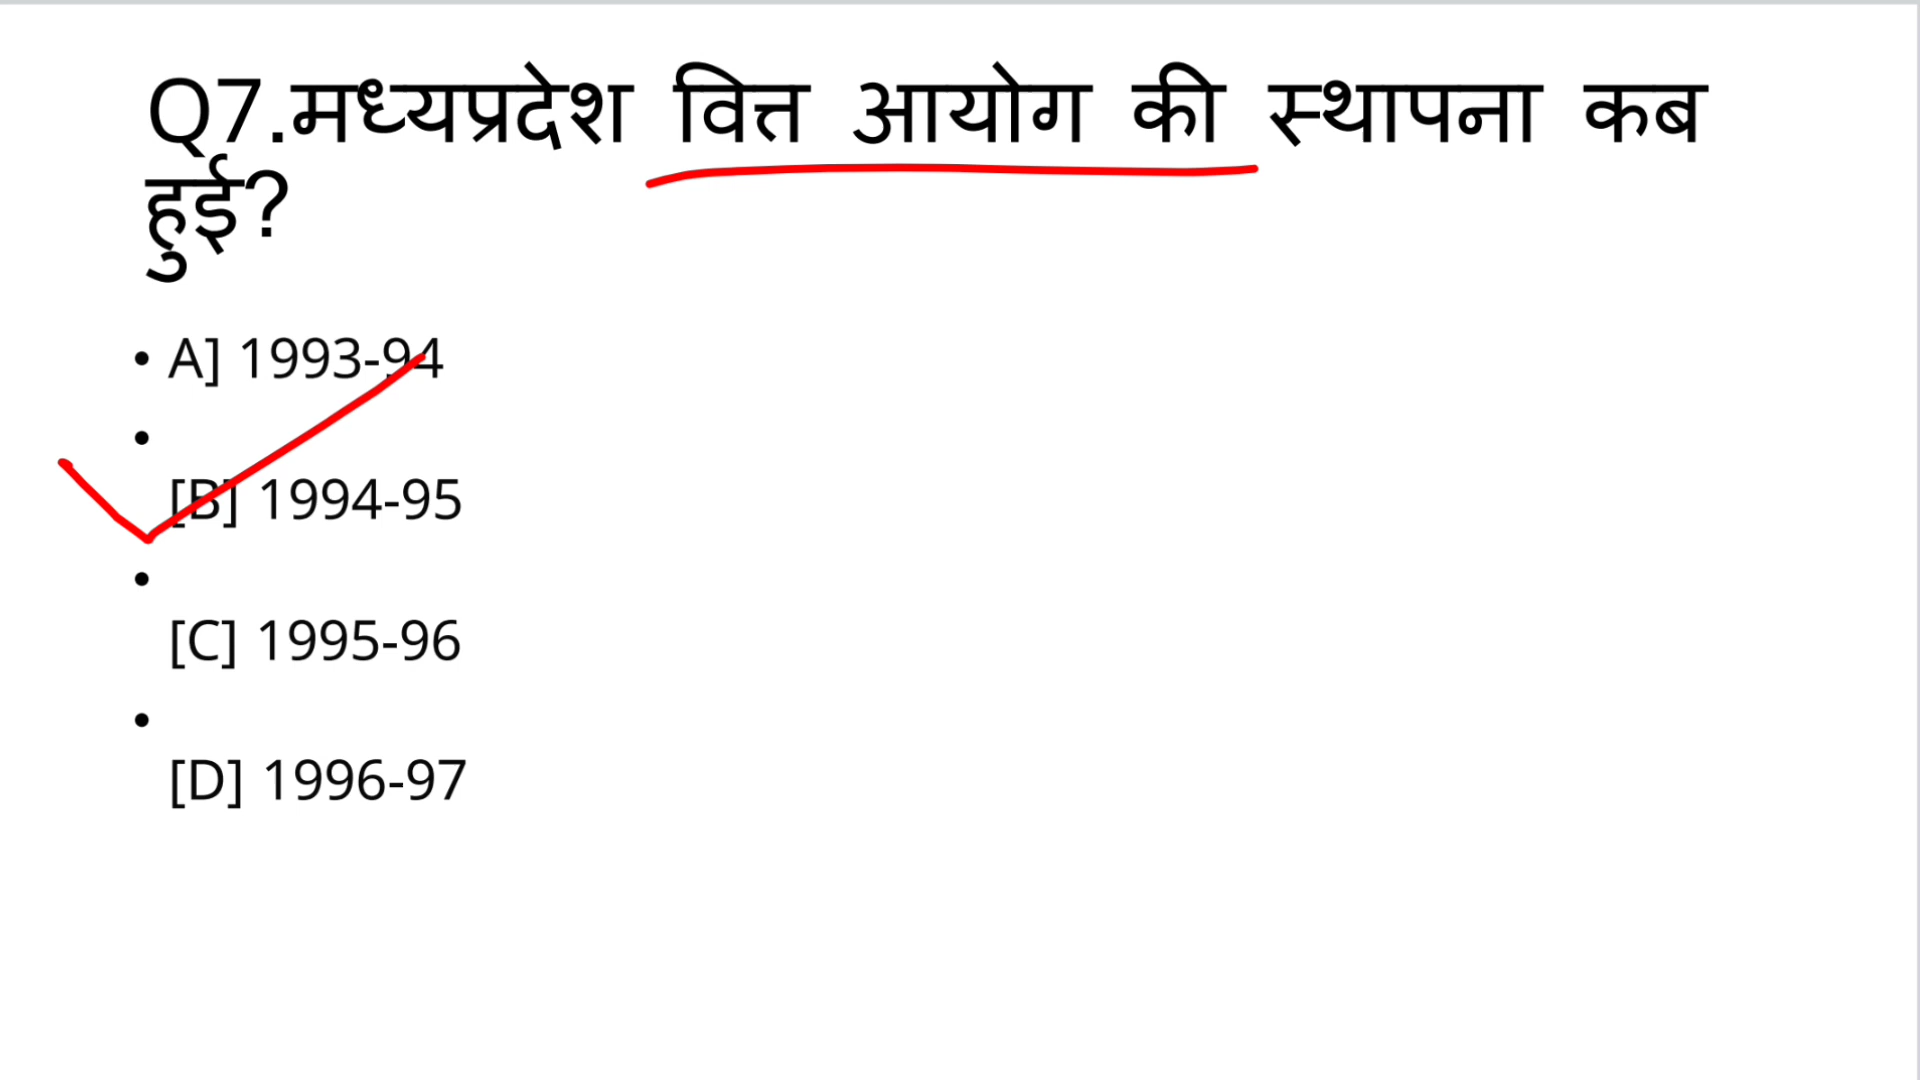 Q7.मध्यप्रदेश वित्त आयोग की स्थापना कब
हुई?
• A] 1993-94
•
[B] 1994-95
•
[C] 1995-96
•
[D] 1996-97